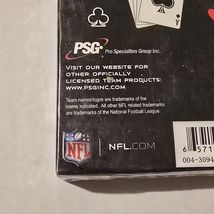 PSG Pro Specialties Group Inc.
VISIT OUR WEBSITE FOR
OTHER OFFICIALLY
LICENSED TEAM PRODUCTS:
WWW.PSGINC.COM
Team names/logos are trademarks of the
teams indicated. All other NFL related trademarks
are trademarks of the National Football League.
NFL
NFL.COM
6 571
004-3094